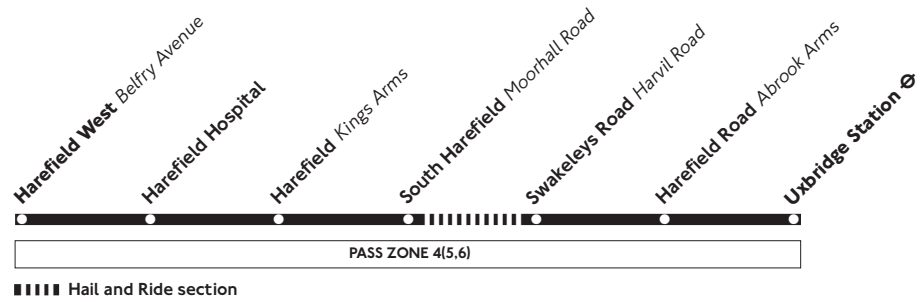 Harefield West Belfry Avenue
Harefield Hospital
Harefield Kings Arms
South Harefield Moorhall Road
Swakeleys Road Harvil Road
Harefield Road Abrook Arms
Uxbridge Station
PASS ZONE 4(5,6)
Hail and Ride section